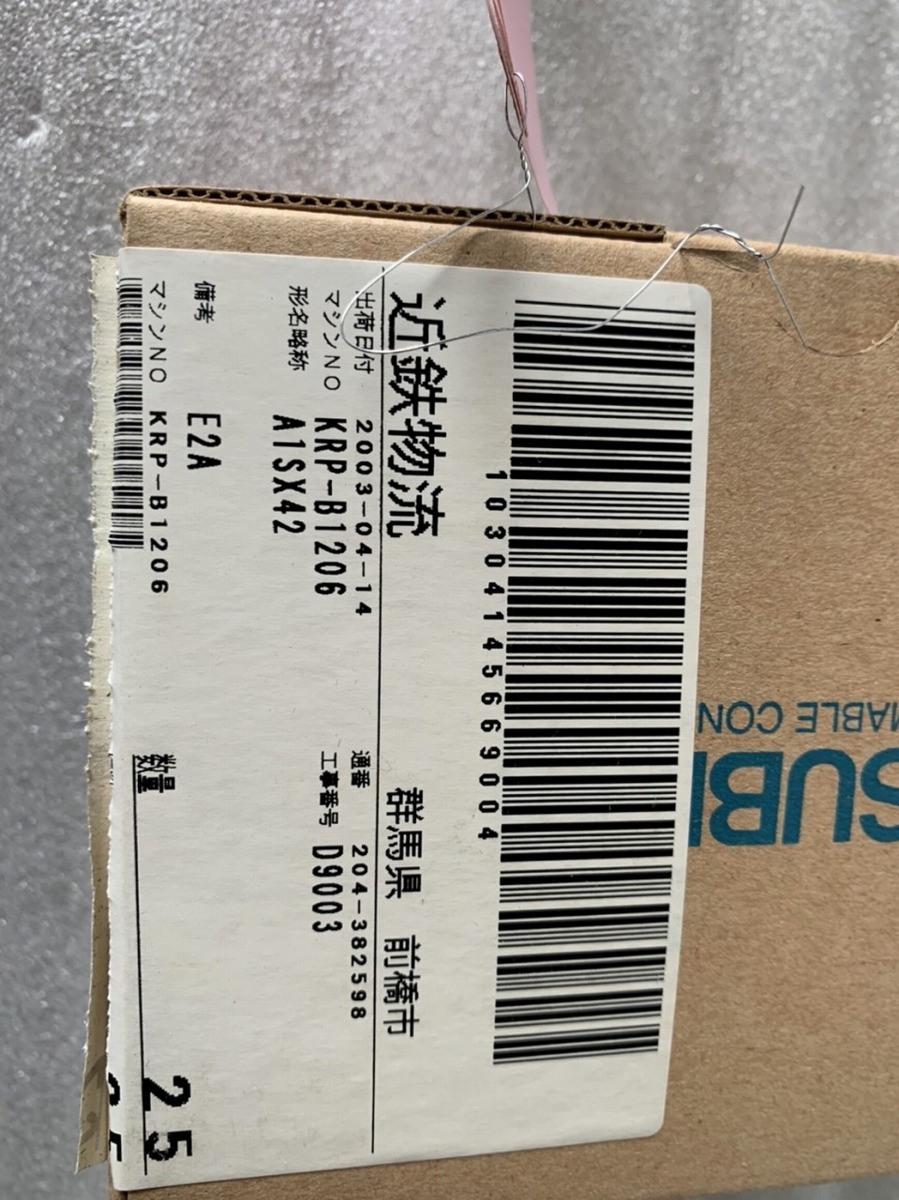 10304145669004
近鉄物流 群馬県 前橋市
出荷日付 2003-04-14 通番 204-382598
マシンNO KRP-B1206 工事番号 D9003
形名略称 A1SX42
備考 E2A
マシンNO KRP-B1206 数量 25
MABLE CON
SUBI